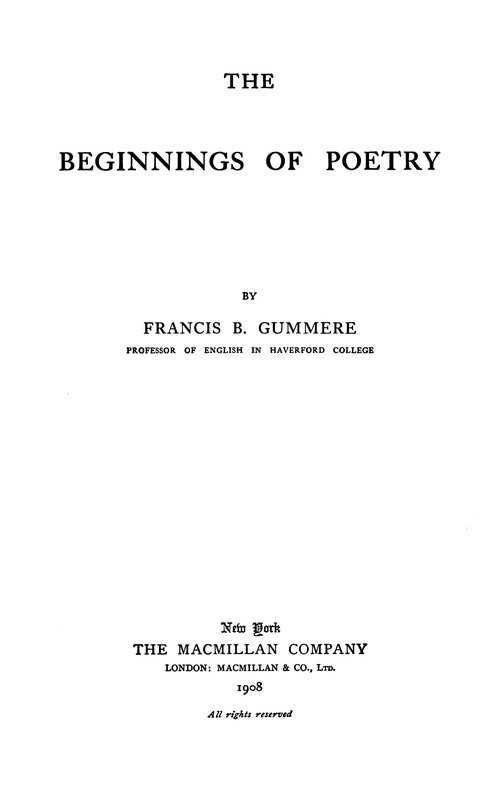 THE
BEGINNINGS OF POETRY
BY
FRANCIS B. GUMMERE
PROFESSOR OF ENGLISH IN HAVERFORD COLLEGE
New York
THE MACMILLAN COMPANY
LONDON: MACMILLAN & CO., LTD.
1908
All rights reserved